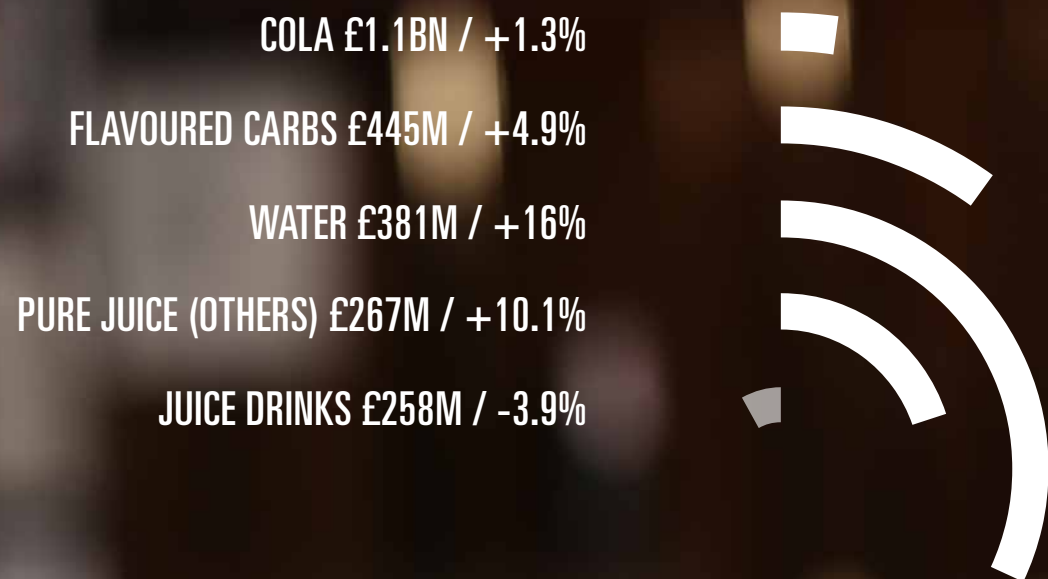 COLA £1.1BN / +1.3%
FLAVOURED CARBS £445M / +4.9%
WATER £381M / +16%
PURE JUICE (OTHERS) £267M / +10.1%
JUICE DRINKS £258M / -3.9%